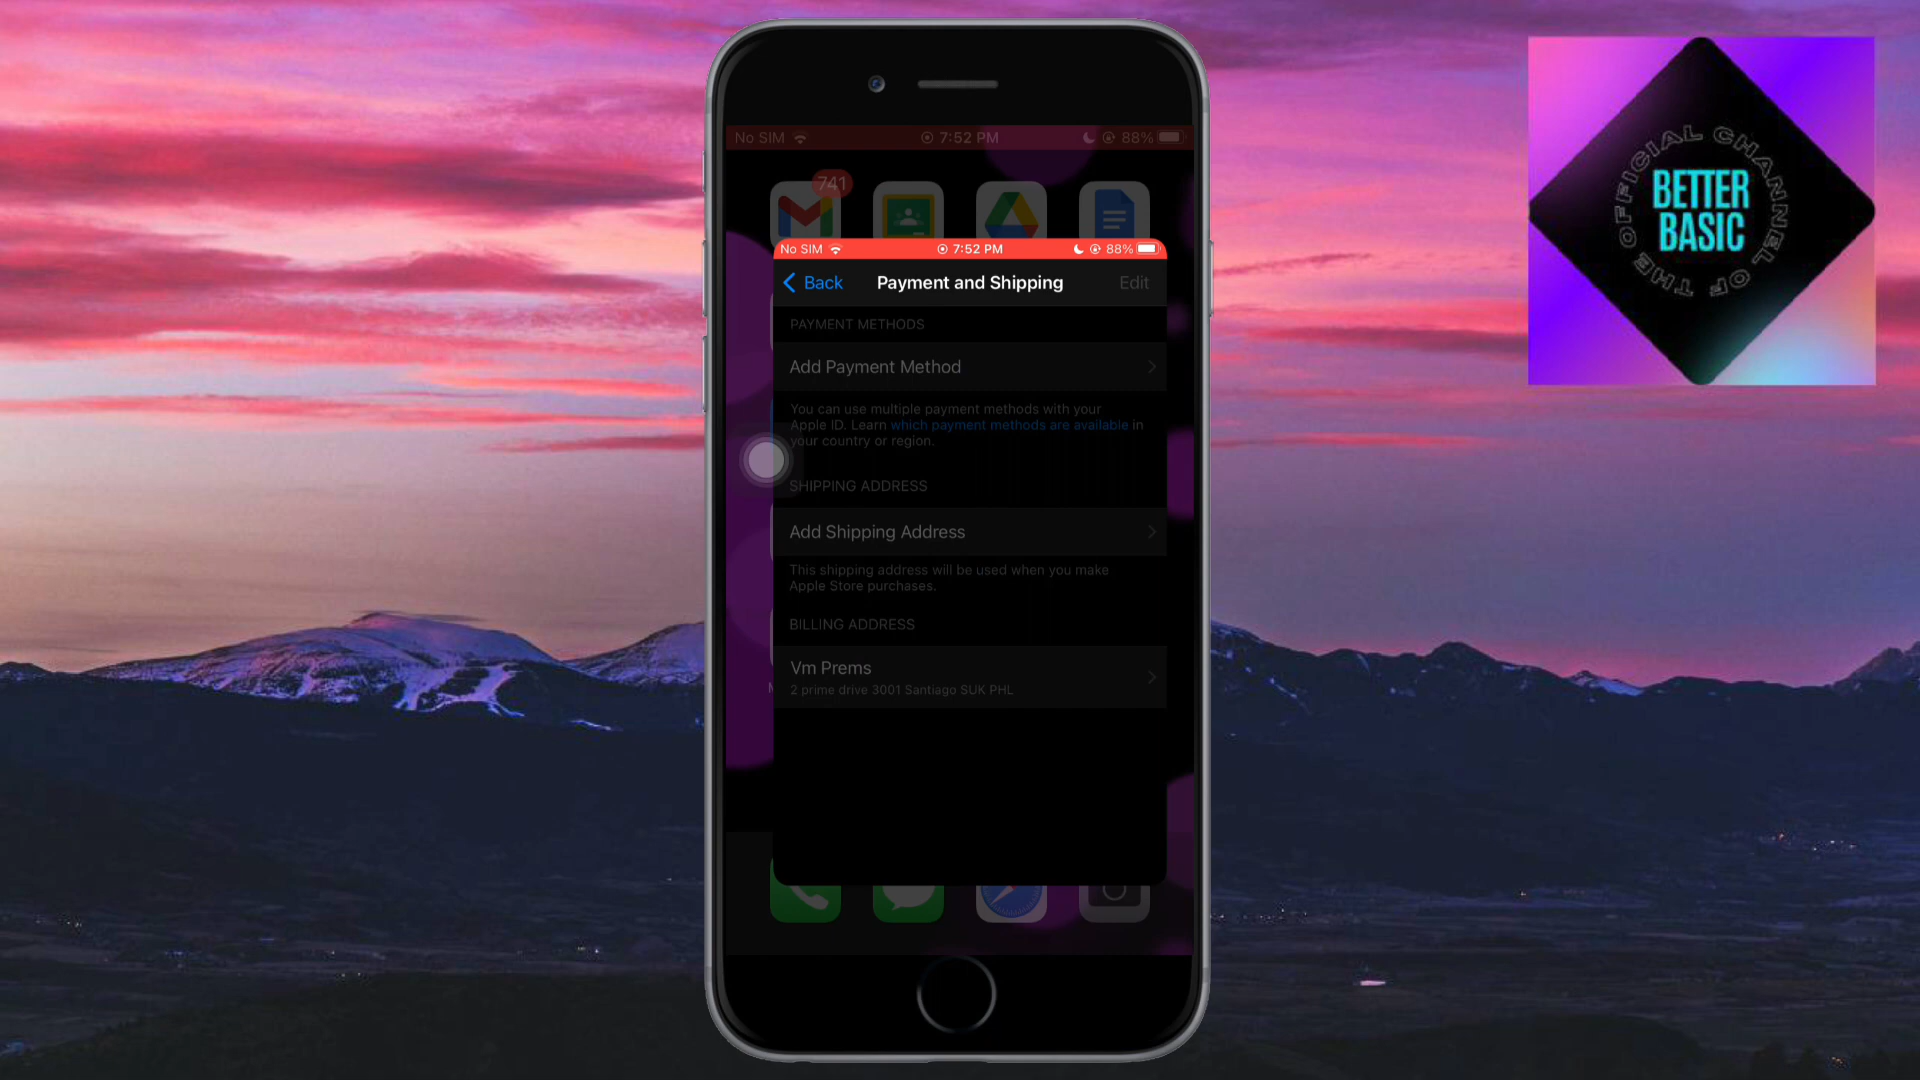 No SIM 7:52 PM 88%
741
No SIM 7:52 PM 88%
Back Payment and Shipping Edit
PAYMENT METHODS
Add Payment Method
You can use multiple payment methods with your
Apple ID. Learn which payment methods are available in
your country or region.
SHIPPING ADDRESS
Add Shipping Address
This shipping address will be used when you make
Apple Store purchases.
BILLING ADDRESS
Vm Prems
2 prime drive 3001 Santiago SUK PHL
M
OFFICIAL CHANNEL OF THE
BETTER
BASIC